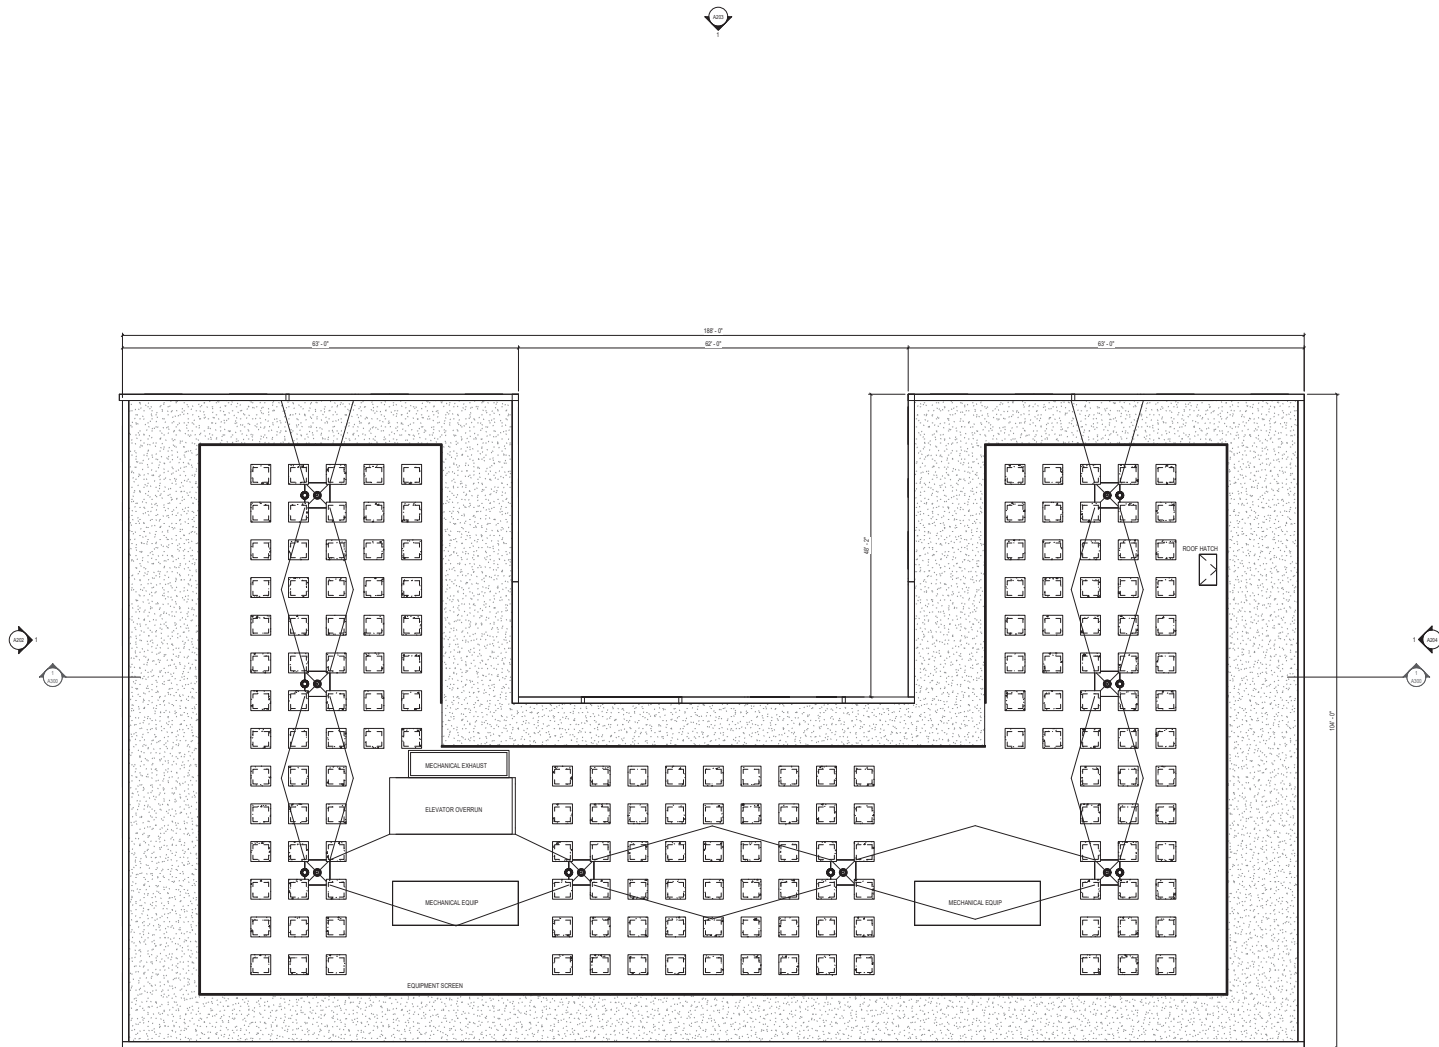 A203
1
188' - 0"
63' - 0"
62' - 0"
63' - 0"
48' - 2"
ROOF HATCH
A202
1
1
A204
1
A300
1
A300
104' - 0"
MECHANICAL EXHAUST
ELEVATOR OVERRUN
MECHANICAL EQUIP
MECHANICAL EQUIP
EQUIPMENT SCREEN